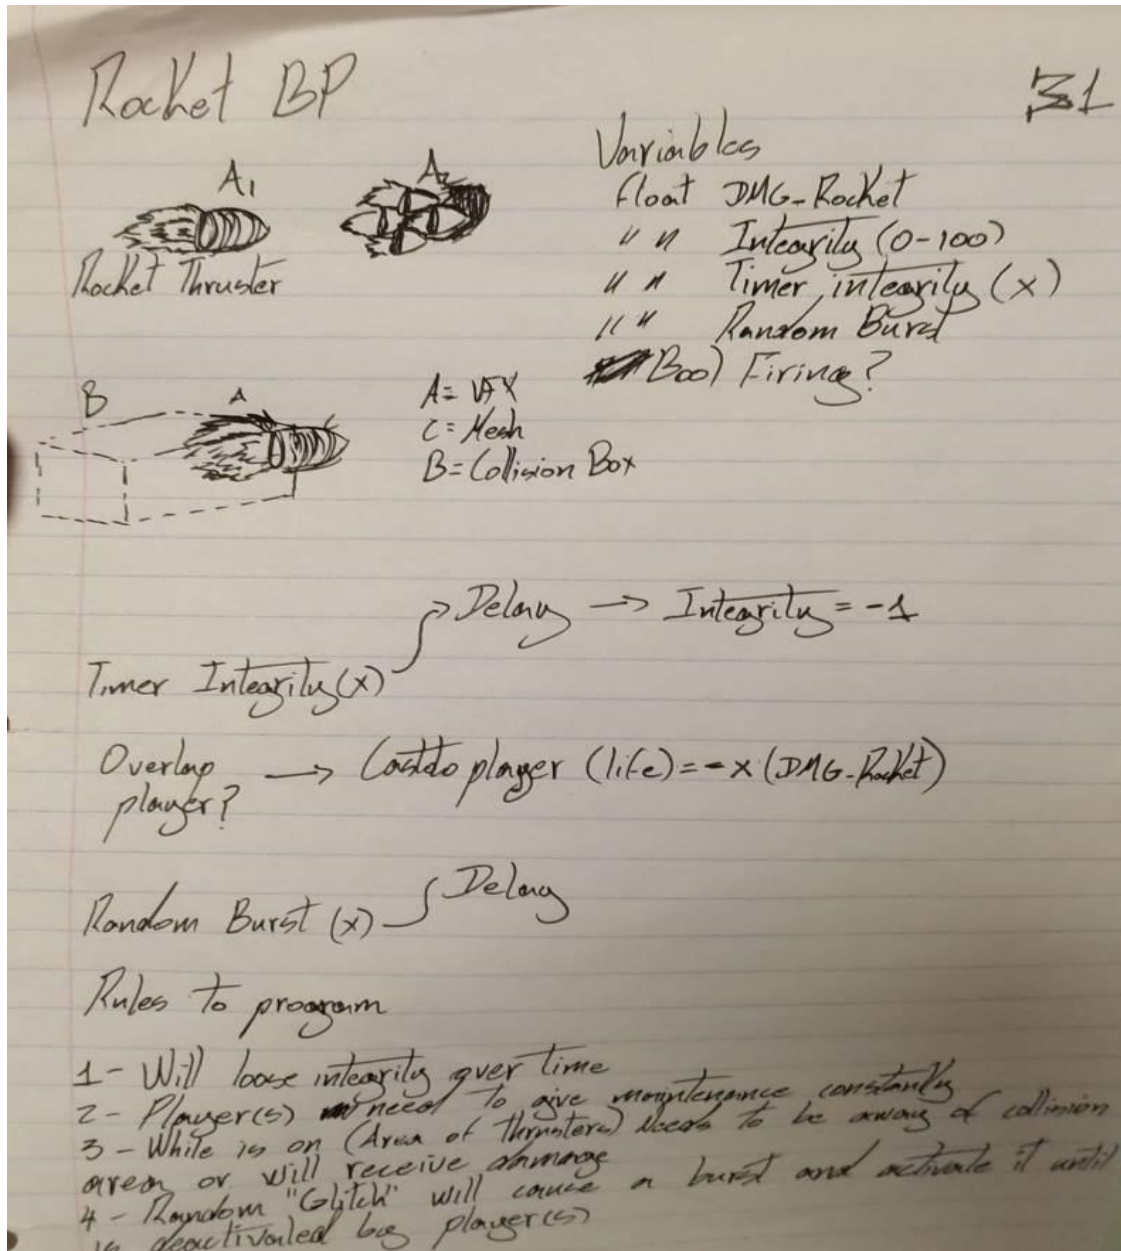 Rocket BP
31
A1
A2
Rocket Thruster
Variables
float DMG-Rocket
" " Integrity (0-100)
" " Timer integrity (x)
" " Random Burst
Bool Firing?
B
A
A= VFX
C= Mesh
B= Collision Box
Timer Integrity (x) → Delay → Integrity = -1
Overlap → Castto player (life) = -x (DMG-Rocket)
player?
Random Burst (x) Delay
Rules to program
1- Will loose integrity over time
2- Player(s) need to give maintenance constantly
3- While is on (Area of Thrusters) Needs to be away of collision
area or will receive damage
4- Random "Glitch" will cause a burst and activate it until
is deactivated by player(s)